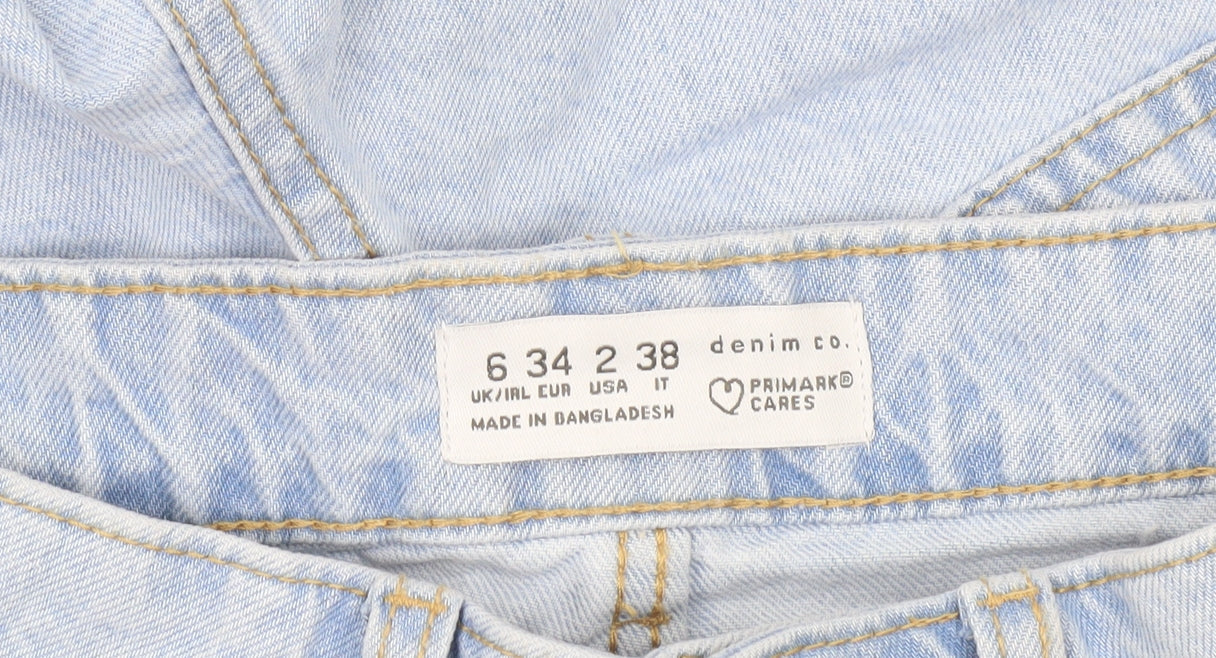 6 34 2 38
UK/IRL EUR USA IT
MADE IN BANGLADESH
denim co.
PRIMARK®
CARES